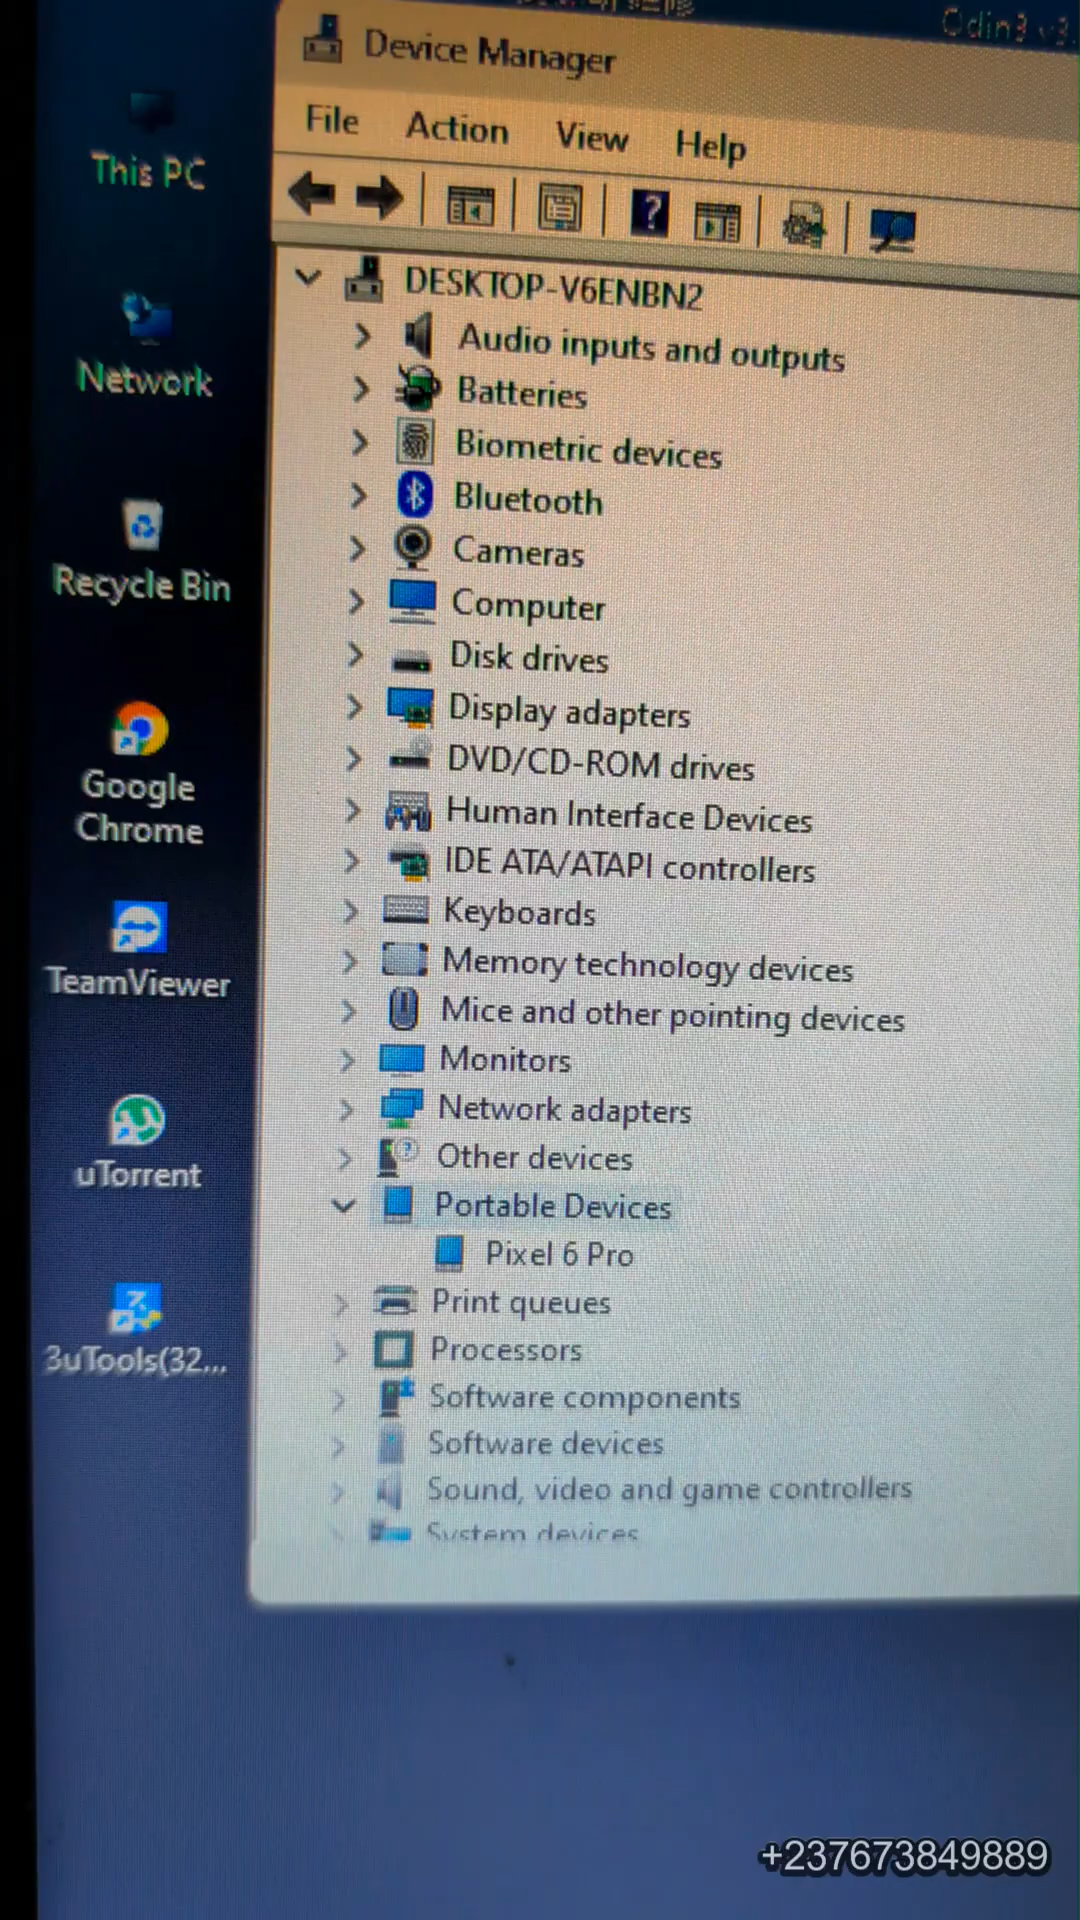 Odin3 v3.
Device Manager
File Action View Help
This PC
Network
Recycle Bin
Google
Chrome
TeamViewer
uTorrent
3uTools(32...
DESKTOP-V6ENBN2
Audio inputs and outputs
Batteries
Biometric devices
Bluetooth
Cameras
Computer
Disk drives
Display adapters
DVD/CD-ROM drives
Human Interface Devices
IDE ATA/ATAPI controllers
Keyboards
Memory technology devices
Mice and other pointing devices
Monitors
Network adapters
Other devices
Portable Devices
Pixel 6 Pro
Print queues
Processors
Software components
Software devices
Sound, video and game controllers
System devices
+237673849889